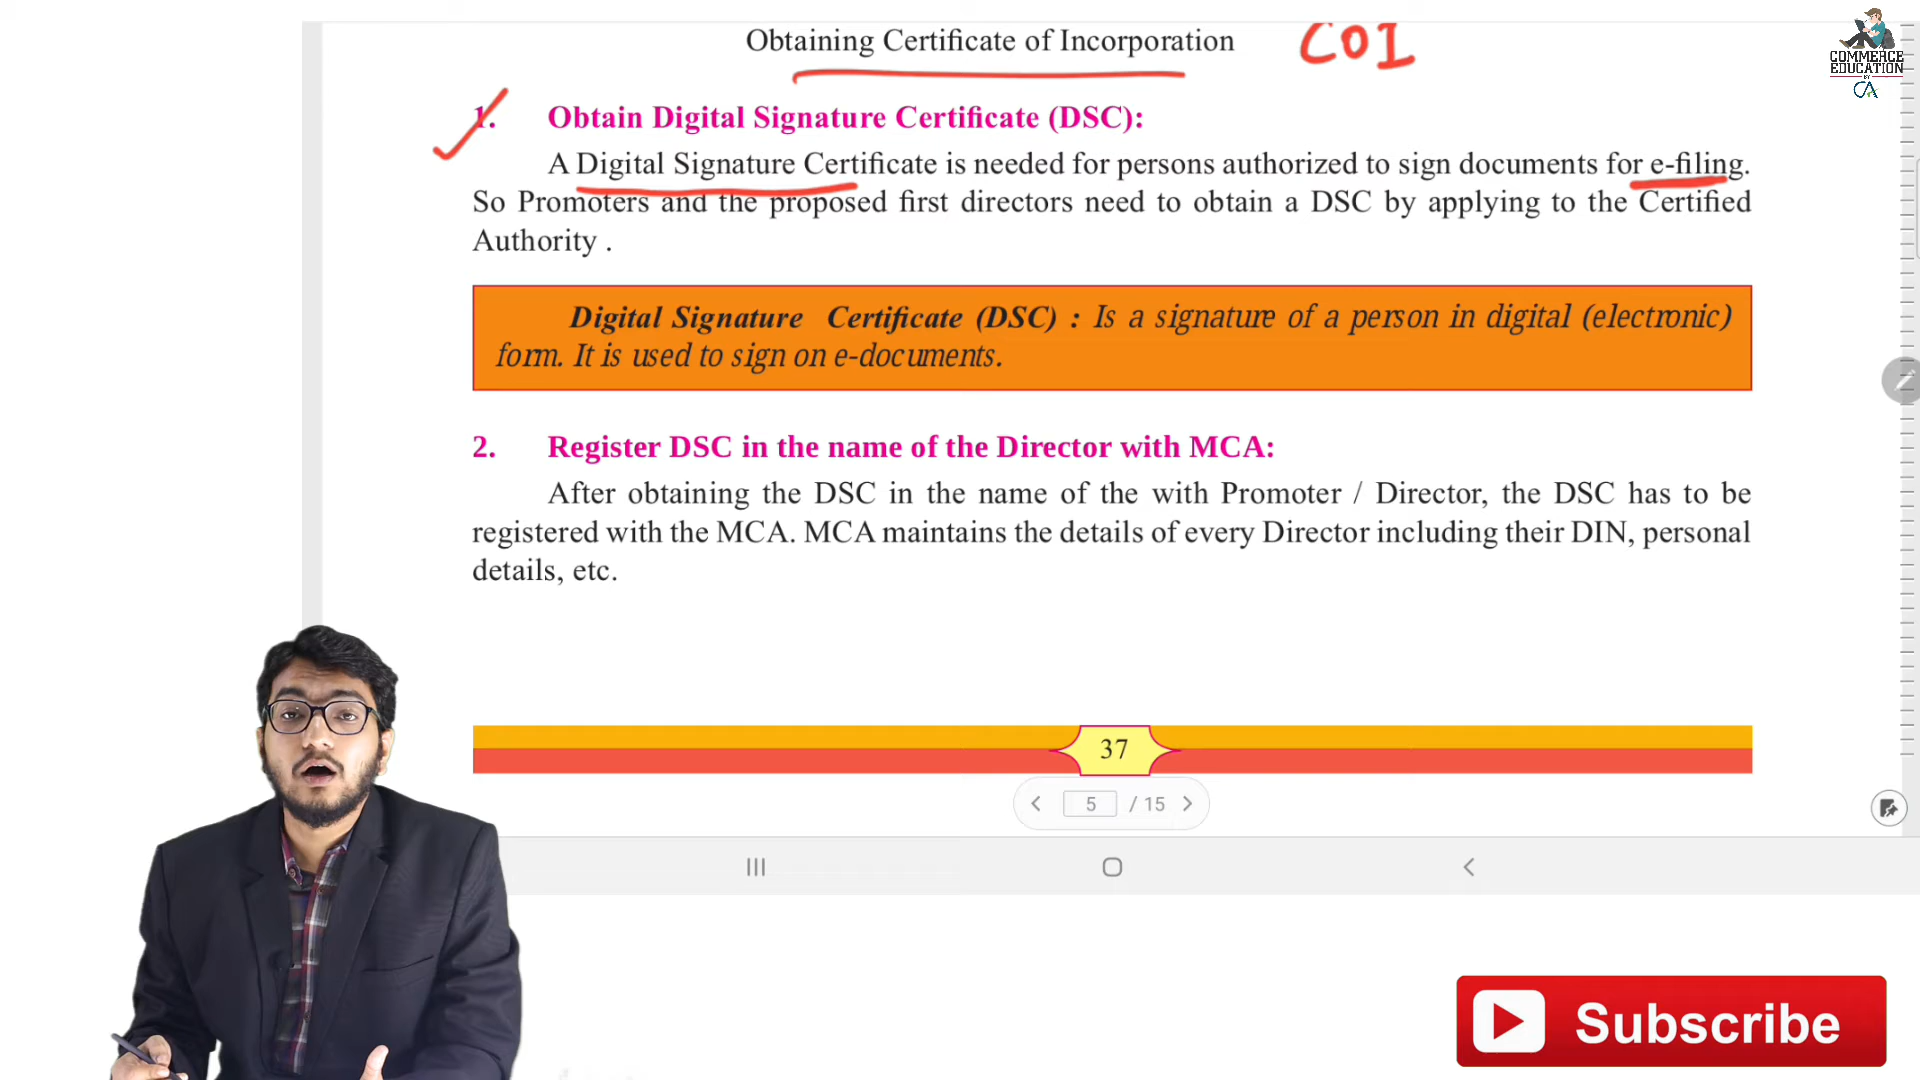 Obtaining Certificate of Incorporation COI
COMMERCE
EDUCATION
BY
CA
1. Obtain Digital Signature Certificate (DSC):
A Digital Signature Certificate is needed for persons authorized to sign documents for e-filing.
So Promoters and the proposed first directors need to obtain a DSC by applying to the Certified
Authority .
Digital Signature Certificate (DSC) : Is a signature of a person in digital (electronic)
form. It is used to sign on e-documents.
2. Register DSC in the name of the Director with MCA:
After obtaining the DSC in the name of the with Promoter / Director, the DSC has to be
registered with the MCA. MCA maintains the details of every Director including their DIN, personal
details, etc.
37
5 / 15
Subscribe